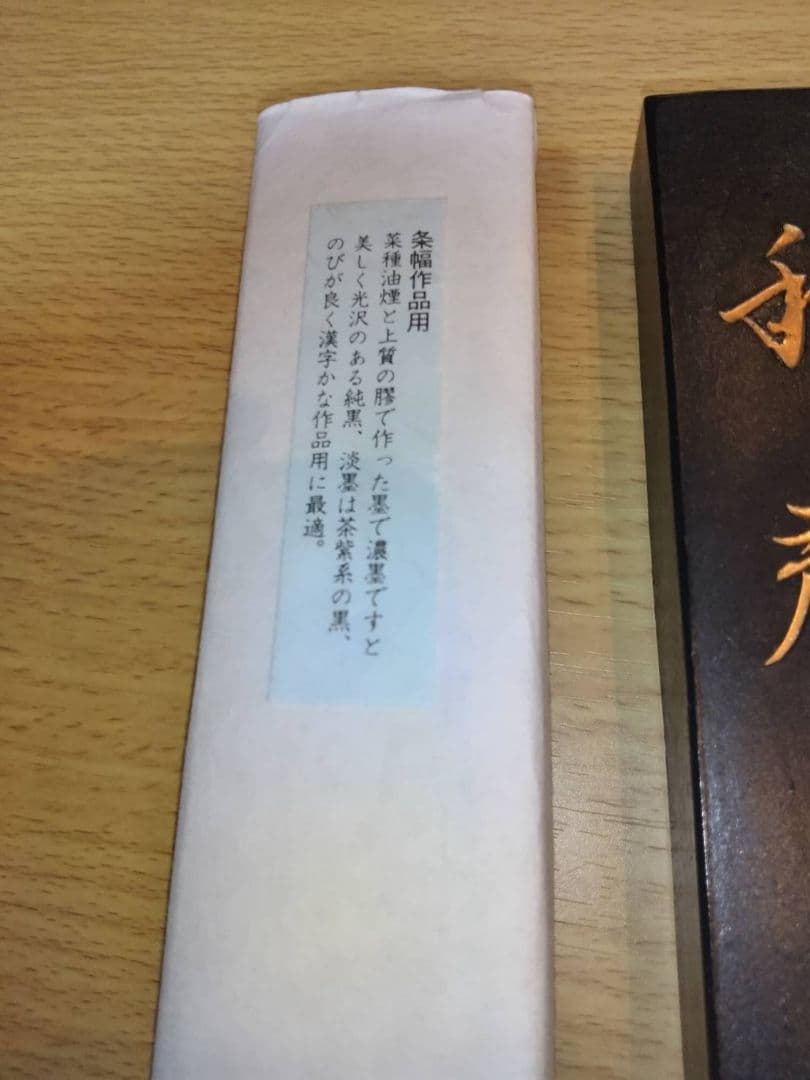 条幅作品用
菜種油煙と上質の膠で作った墨で濃墨ですと
美しく光沢のある純黒、淡墨は茶紫系の黒、
のびが良く漢字かな作品用に最適。